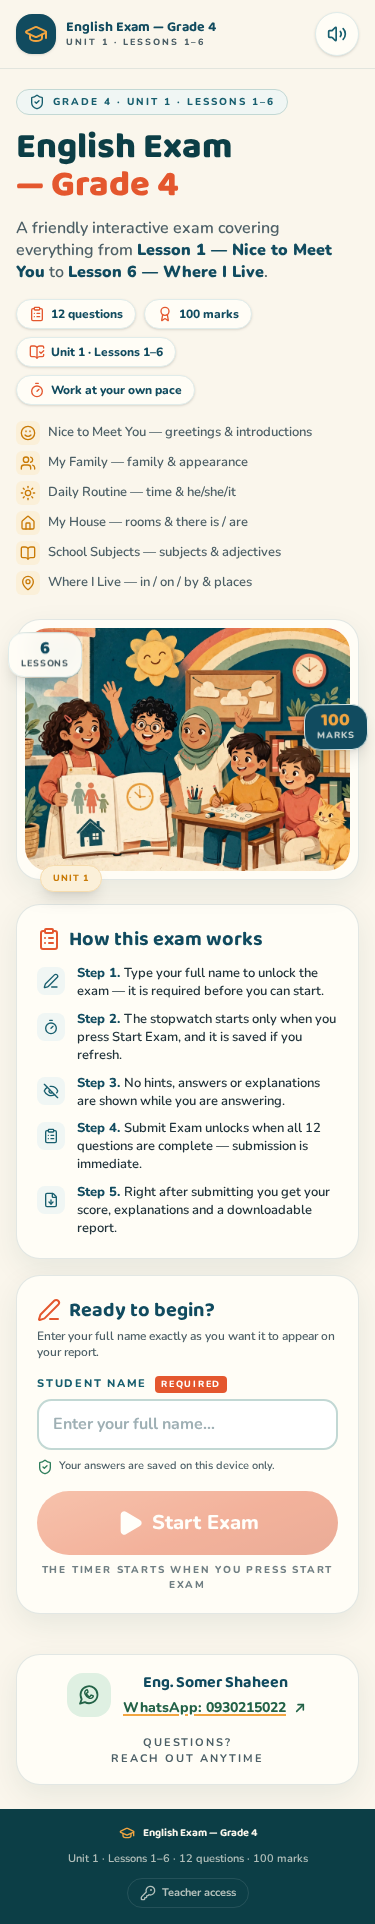 English Exam — Grade 4
UNIT 1 · LESSONS 1–6
GRADE 4 · UNIT 1 · LESSONS 1–6
English Exam
— Grade 4
A friendly interactive exam covering
everything from Lesson 1 — Nice to Meet
You to Lesson 6 — Where I Live.
12 questions
100 marks
Unit 1 · Lessons 1–6
Work at your own pace
Nice to Meet You — greetings & introductions
My Family — family & appearance
Daily Routine — time & he/she/it
My House — rooms & there is / are
School Subjects — subjects & adjectives
Where I Live — in / on / by & places
6
LESSONS
100
MARKS
UNIT 1
How this exam works
Step 1. Type your full name to unlock the
exam — it is required before you can start.
Step 2. The stopwatch starts only when you
press Start Exam, and it is saved if you
refresh.
Step 3. No hints, answers or explanations
are shown while you are answering.
Step 4. Submit Exam unlocks when all 12
questions are complete — submission is
immediate.
Step 5. Right after submitting you get your
score, explanations and a downloadable
report.
Ready to begin?
Enter your full name exactly as you want it to appear on
your report.
STUDENT NAME REQUIRED
Enter your full name...
Your answers are saved on this device only.
Start Exam
THE TIMER STARTS WHEN YOU PRESS START
EXAM
Eng. Somer Shaheen
WhatsApp: 0930215022
QUESTIONS?
REACH OUT ANYTIME
English Exam — Grade 4
Unit 1 · Lessons 1–6 · 12 questions · 100 marks
Teacher access